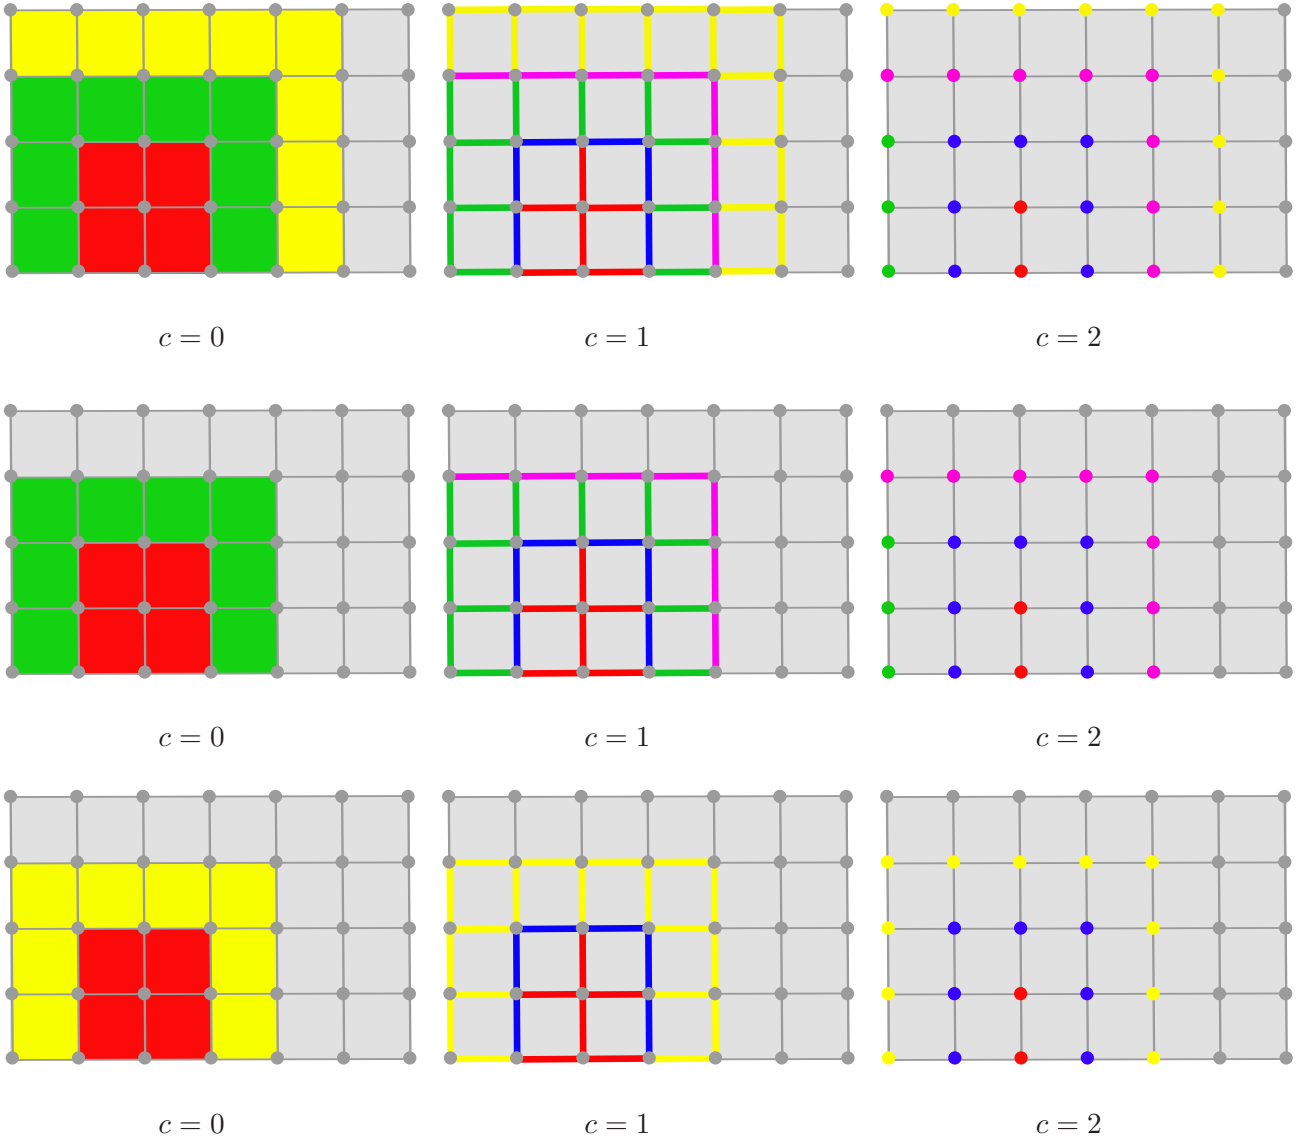 c = 0 c = 1 c = 2
c = 0 c = 1 c = 2
c = 0 c = 1 c = 2